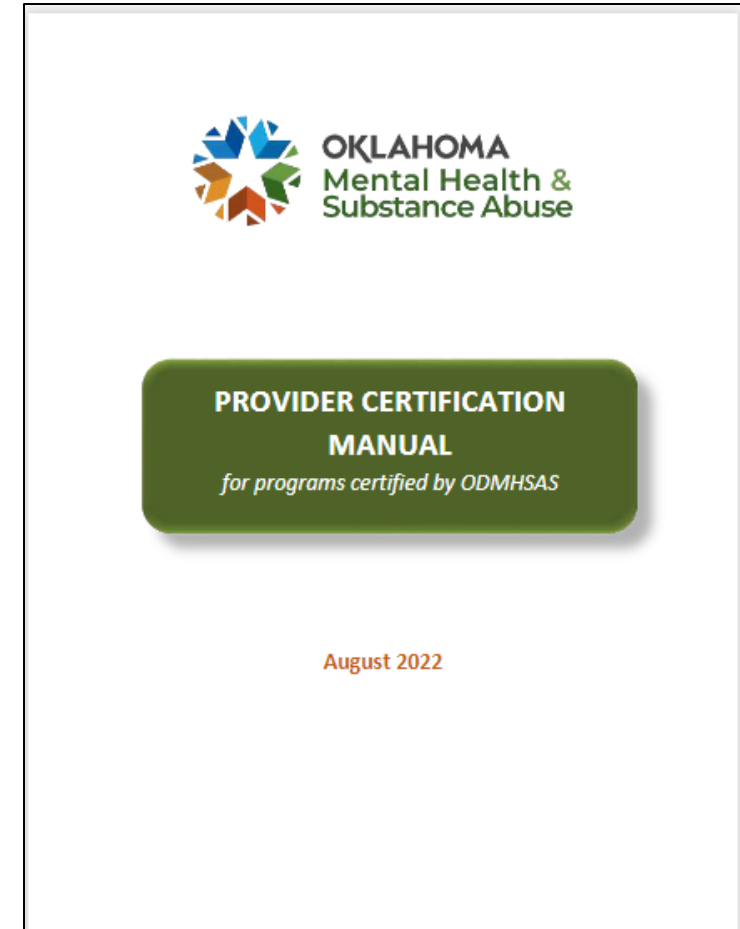 OKLAHOMA
Mental Health &
Substance Abuse
PROVIDER CERTIFICATION
MANUAL
for programs certified by ODMHSAS
August 2022